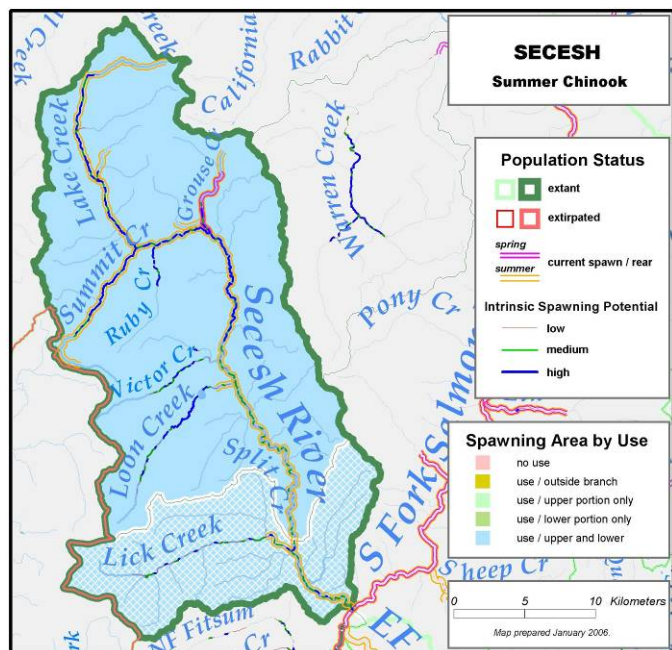 SECESH
Summer Chinook
Population Status
extant
extirpated
spring
summer
current spawn / rear
Intrinsic Spawning Potential
low
medium
high
Spawning Area by Use
no use
use / outside branch
use / upper portion only
use / lower portion only
use / upper and lower
0 5 10 Kilometers
Map prepared January 2006.
Creek
Creek
California
Rabbit
Lake Creek
Grouse Cr
Warren Creek
Summit Cr
Ruby Cr
Secesh River
Pony Cr
Victor Cr
Loon Creek
Split Cr
S Fork Salmon
Lick Creek
Sheep Cr
NF Fitsum
Cr
EF